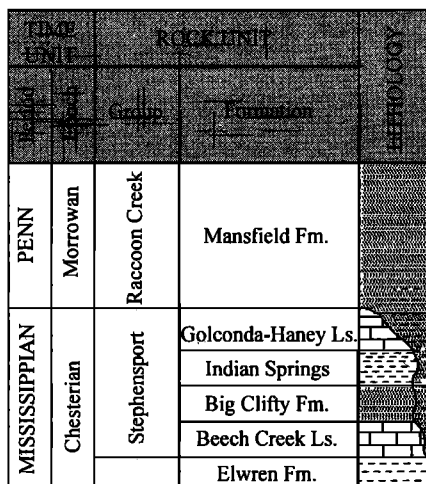 TIME UNIT
ROCK UNIT
LITHOLOGY
Period
Epoch
Group
Formation
PENN
Morrowan
Raccoon Creek
Mansfield Fm.
MISSISSIPPIAN
Chesterian
Stephensport
Golconda-Haney Ls.
Indian Springs
Big Clifty Fm.
Beech Creek Ls.
Elwren Fm.